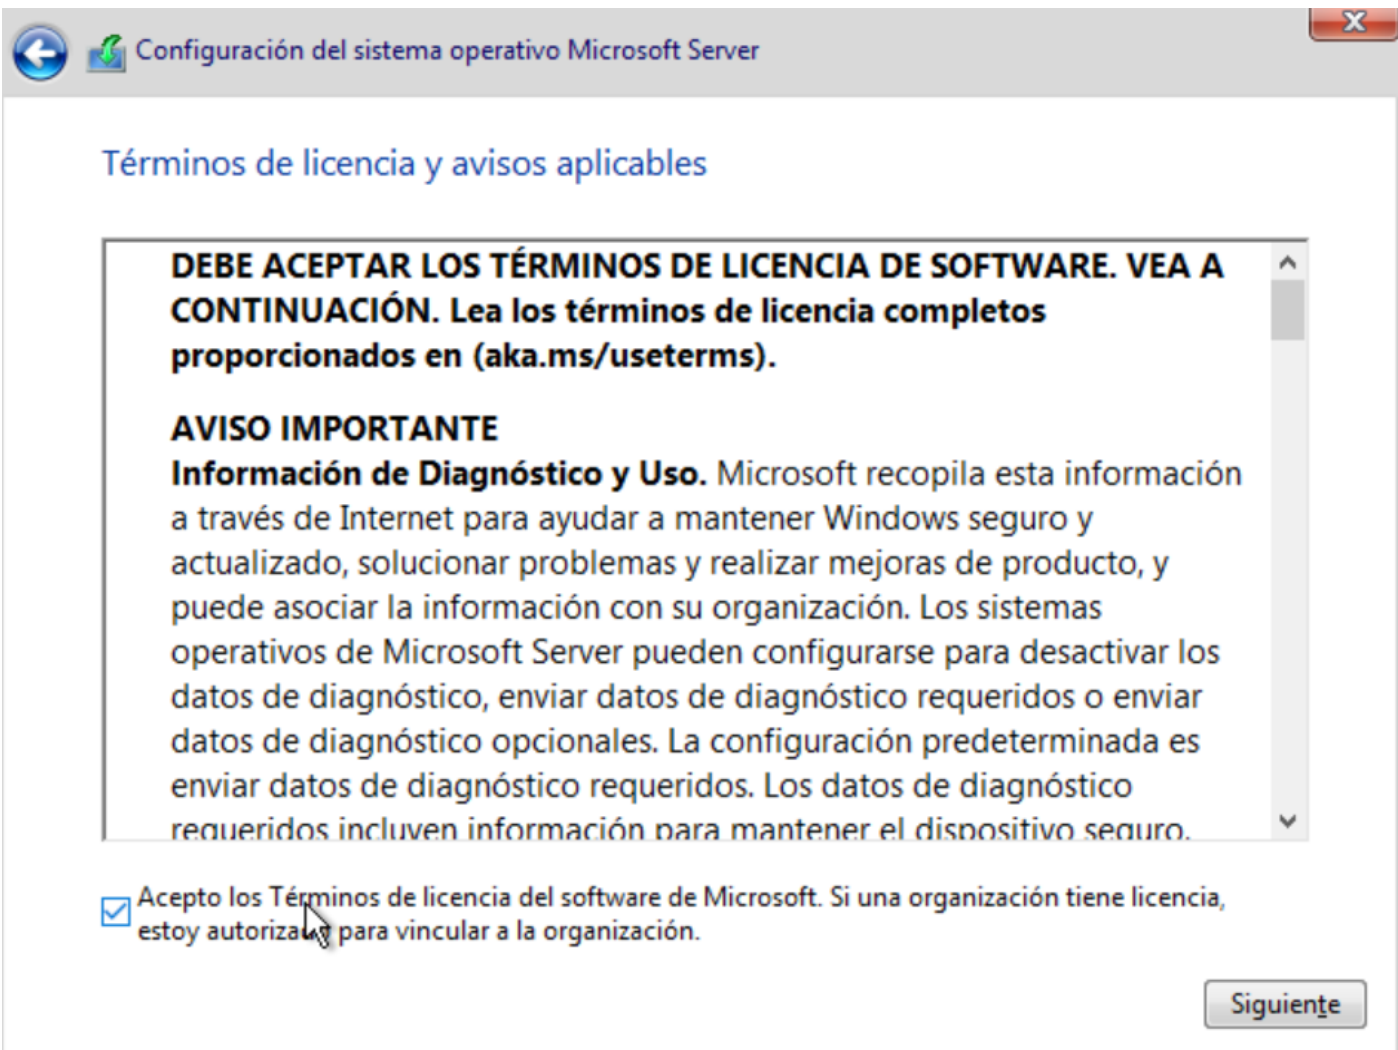 Configuración del sistema operativo Microsoft Server
Términos de licencia y avisos aplicables
DEBE ACEPTAR LOS TÉRMINOS DE LICENCIA DE SOFTWARE. VEA A
CONTINUACIÓN. Lea los términos de licencia completos
proporcionados en (aka.ms/useterms).
AVISO IMPORTANTE
Información de Diagnóstico y Uso. Microsoft recopila esta información
a través de Internet para ayudar a mantener Windows seguro y
actualizado, solucionar problemas y realizar mejoras de producto, y
puede asociar la información con su organización. Los sistemas
operativos de Microsoft Server pueden configurarse para desactivar los
datos de diagnóstico, enviar datos de diagnóstico requeridos o enviar
datos de diagnóstico opcionales. La configuración predeterminada es
enviar datos de diagnóstico requeridos. Los datos de diagnóstico
requeridos incluyen información para mantener el dispositivo seguro,
Acepto los Términos de licencia del software de Microsoft. Si una organización tiene licencia,
estoy autorizado para vincular a la organización.
Siguiente